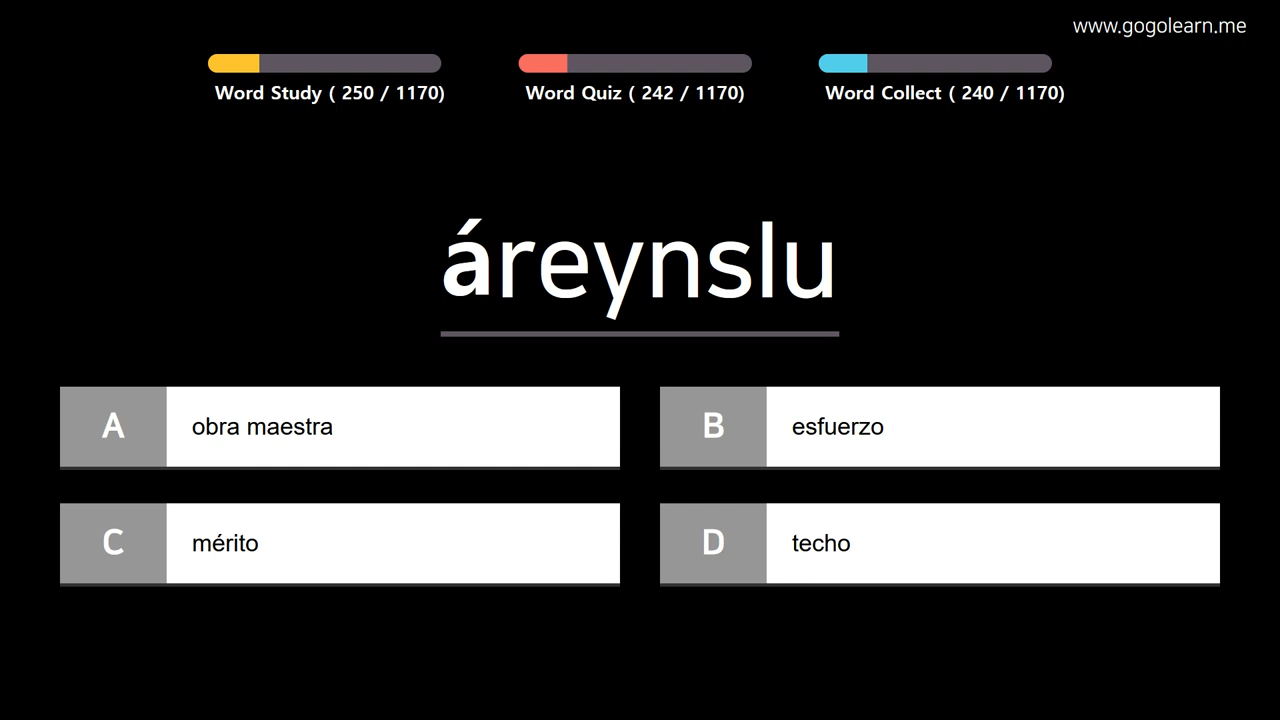 www.gogolearn.me
Word Study ( 250 / 1170)
Word Quiz ( 242 / 1170)
Word Collect ( 240 / 1170)
áreynslu
A obra maestra
B esfuerzo
C mérito
D techo